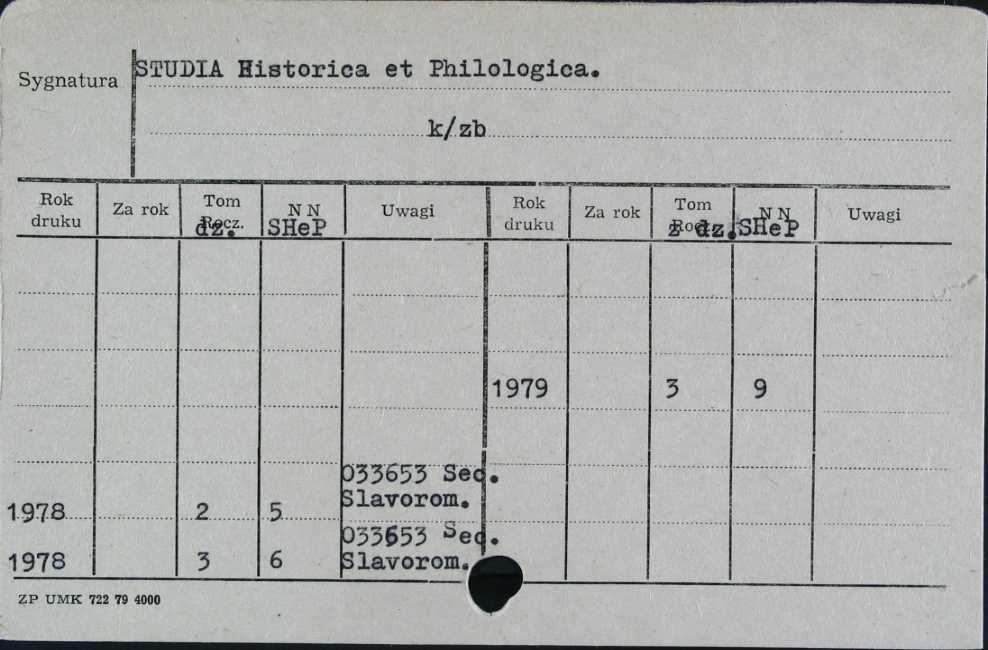 STUDIA Historica et Philologica.
Sygnatura
k/zb
Rok druku Za rok Tom Rocz. NN Uwagi Rok druku Za rok Tom Rocz. NN Uwagi
dz. SHeP z dz. SHeP
1979 3 9
033653 Sec.
1978 2 5 Slavorom.
033653 Sec.
1978 3 6 Slavorom.
ZP UMK 722 79 4000